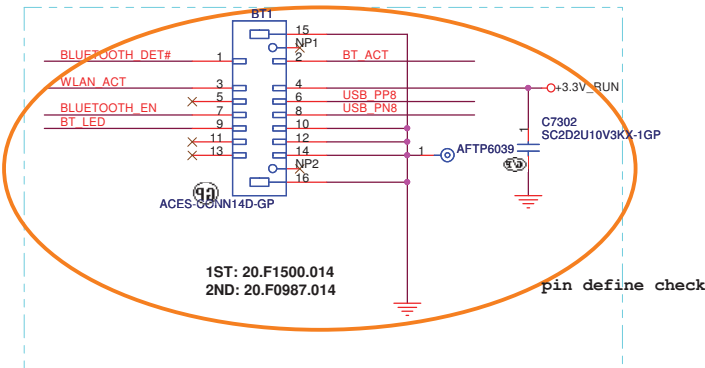 BT1
15
NP1
BLUETOOTH_DET# 1 2 BT_ACT
WLAN_ACT 3 4 +3.3V_RUN
5 6 USB_PP8
BLUETOOTH_EN 7 8 USB_PN8
BT_LED 9 10
11 12
13 14
NP2
16
1 AFTP6039
1
C7302
SC2D2U10V3KX-1GP
GP
GP
ACES-CONN14D-GP
1ST: 20.F1500.014
2ND: 20.F0987.014
pin define check